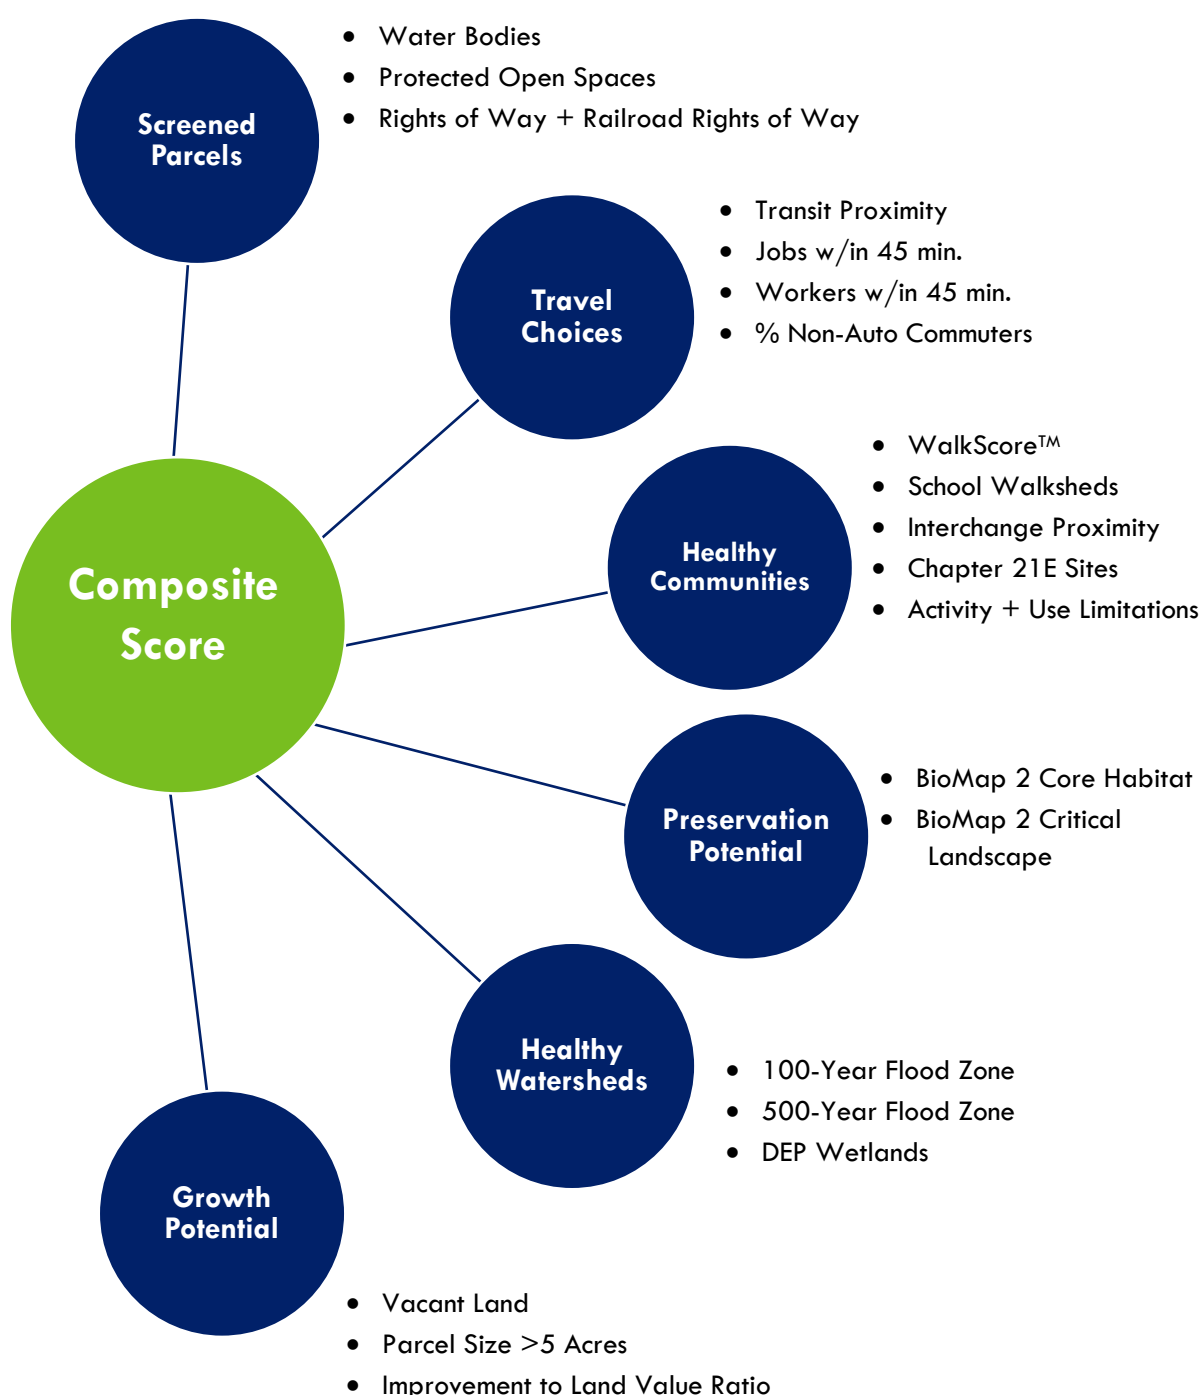 • Water Bodies
• Protected Open Spaces
• Rights of Way + Railroad Rights of Way
Screened
Parcels
• Transit Proximity
• Jobs w/in 45 min.
• Workers w/in 45 min.
• % Non-Auto Commuters
Travel
Choices
• WalkScore™
• School Walksheds
• Interchange Proximity
• Chapter 21E Sites
• Activity + Use Limitations
Healthy
Communities
Composite
Score
• BioMap 2 Core Habitat
• BioMap 2 Critical
Landscape
Preservation
Potential
Healthy
Watersheds
• 100-Year Flood Zone
• 500-Year Flood Zone
• DEP Wetlands
Growth
Potential
• Vacant Land
• Parcel Size >5 Acres
• Improvement to Land Value Ratio